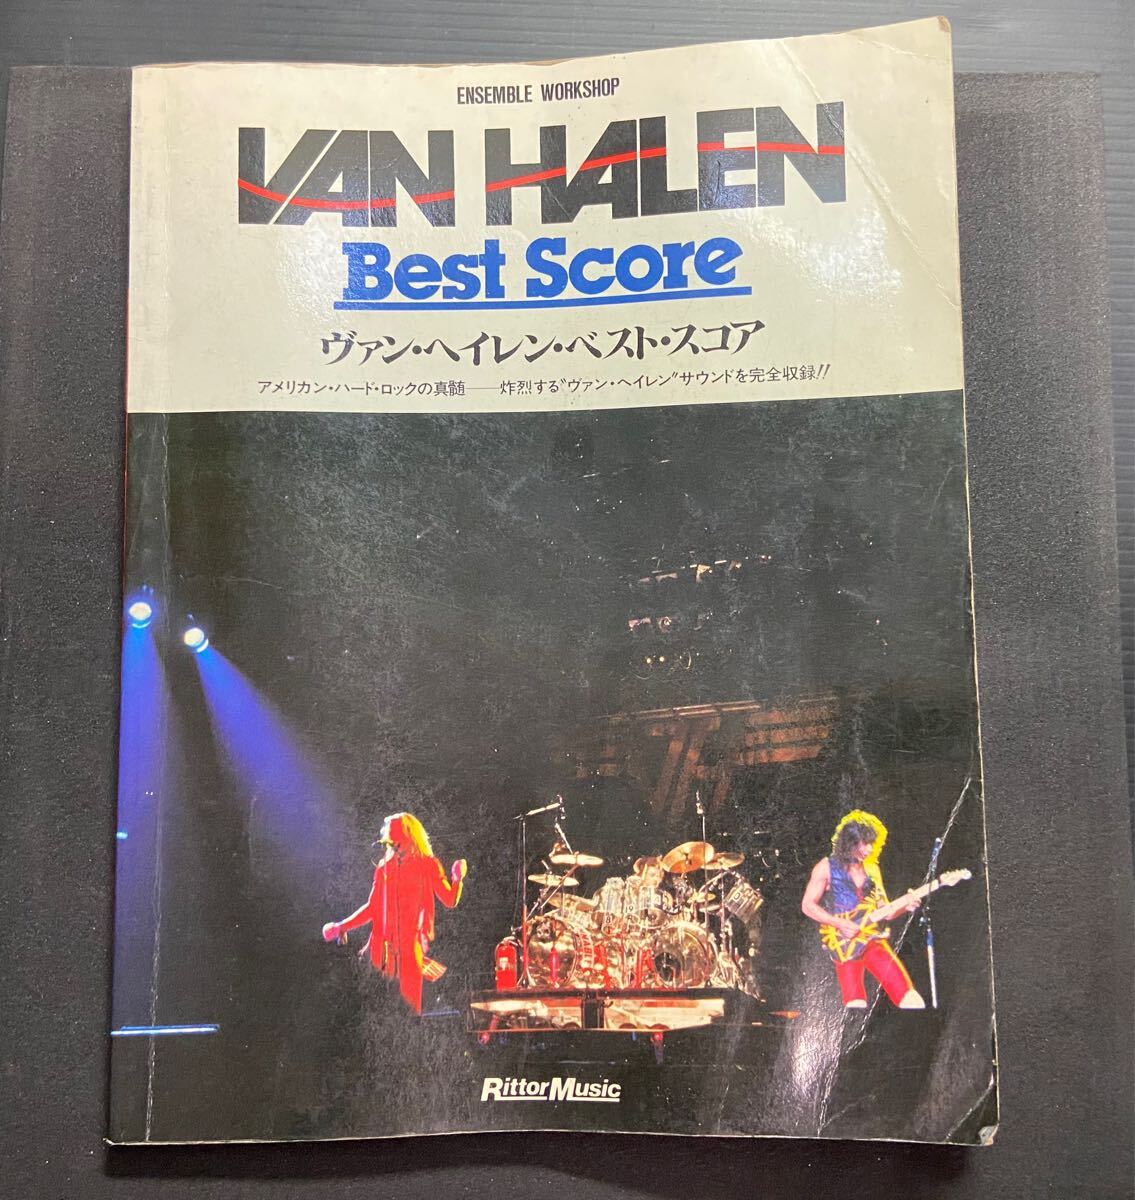 ENSEMBLE WORKSHOP
VAN HALEN
Best Score
ヴァン・ヘイレン・ベスト・スコア
アメリカン・ハード・ロックの真髄──炸烈する〝ヴァン・ヘイレン〟サウンドを完全収録!!
RittorMusic